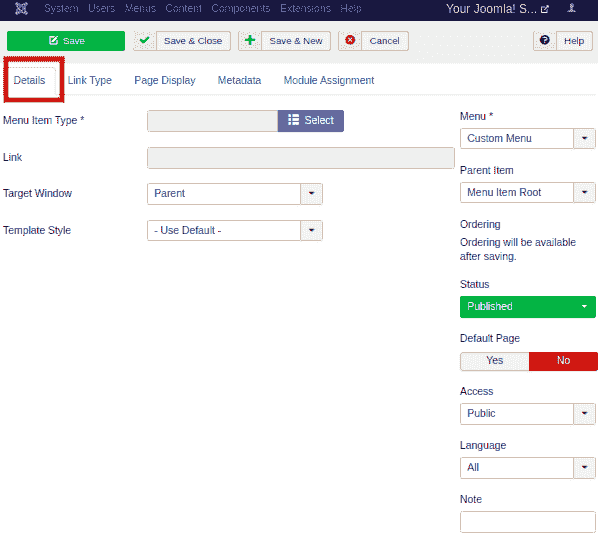 System Users Menus Content Components Extensions Help Your Joomla! S...
Save Save & Close Save & New Cancel Help
Details Link Type Page Display Metadata Module Assignment
Menu Item Type * Select
Link
Target Window Parent
Template Style - Use Default -
Menu *
Custom Menu
Parent Item
Menu Item Root
Ordering
Ordering will be available
after saving.
Status
Published
Default Page
Yes No
Access
Public
Language
All
Note